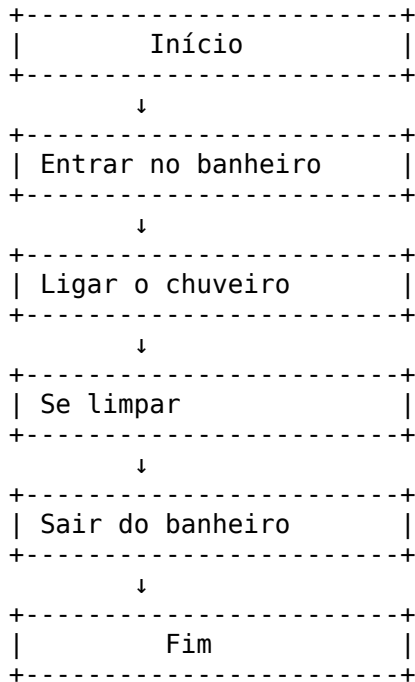 +------------------------+
|        Início          |
+------------------------+
        ↓
+------------------------+
| Entrar no banheiro     |
+------------------------+
        ↓
+------------------------+
| Ligar o chuveiro       |
+------------------------+
        ↓
+------------------------+
| Se limpar              |
+------------------------+
        ↓
+------------------------+
| Sair do banheiro       |
+------------------------+
        ↓
+------------------------+
|         Fim            |
+------------------------+